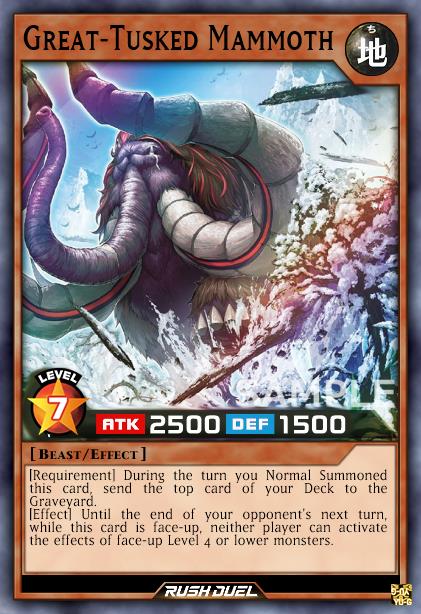 GREAT-TUSKED MAMMOTH
ち
地
SAMPLE
LEVEL
7
ATK 2500 DEF 1500
[BEAST/EFFECT]
[Requirement] During the turn you Normal Summoned
this card, send the top card of your Deck to the
Graveyard.
[Effect] Until the end of your opponent's next turn,
while this card is face-up, neither player can activate
the effects of face-up Level 4 or lower monsters.
RUSH DUEL